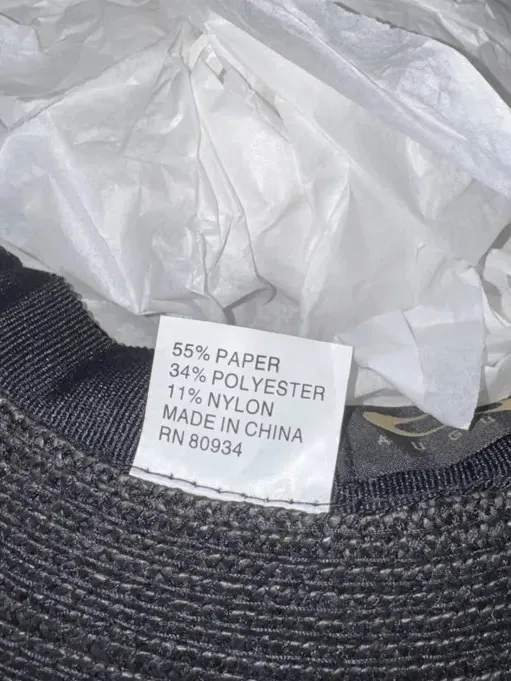 55% PAPER
34% POLYESTER
11% NYLON
MADE IN CHINA
RN 80934